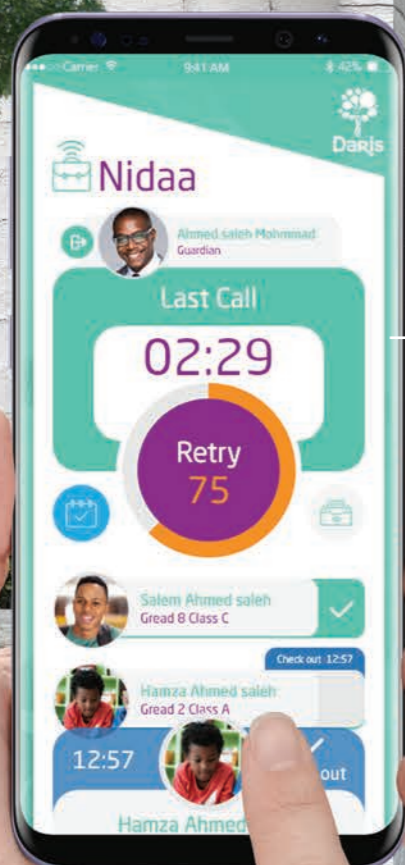 Carrier
9:41 AM
42%
Daris
Nidaa
Ahmed saleh Mohmmad
Guardian
Last Call
02:29
Retry
75
Salem Ahmed saleh
Gread 8 Class C
Check out 12:57
Hamza Ahmed saleh
Gread 2 Class A
12:57
out
Hamza Ahmed